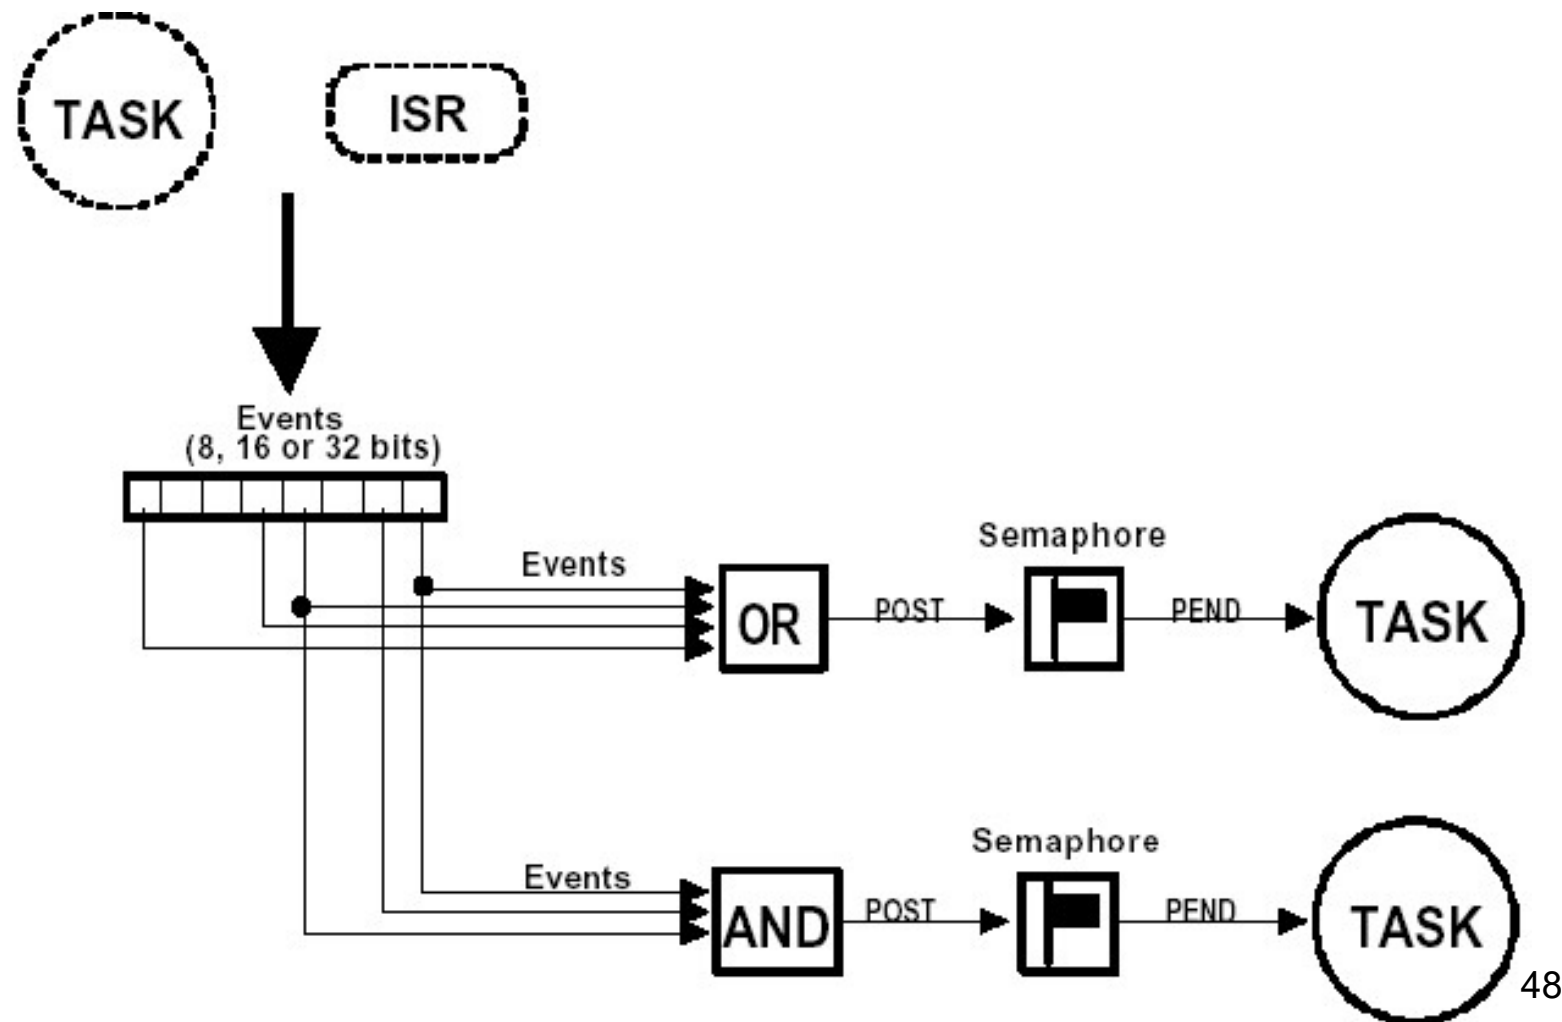 TASK
ISR
Events
(8, 16 or 32 bits)
Events
OR
POST
Semaphore
PEND
TASK
Events
AND
POST
Semaphore
PEND
TASK
48